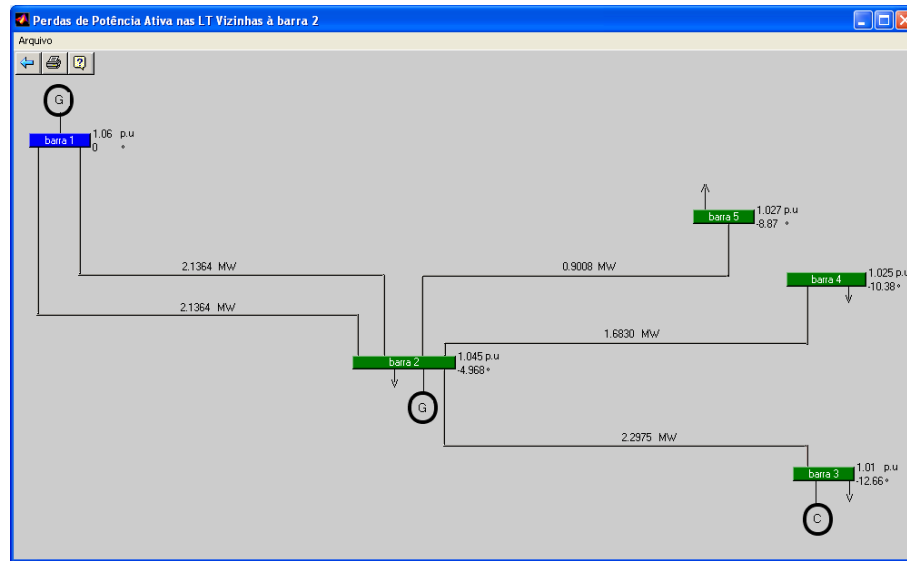 Perdas de Potência Ativa nas LT Vizinhas à barra 2
Arquivo
G
barra 1
1.06 p.u
0 °
barra 5
1.027 p.u
-8.87 °
2.1364 MW
0.9008 MW
barra 4
1.025 p.u
-10.38 °
2.1364 MW
1.6830 MW
barra 2
1.045 p.u
-4.968 °
G
2.2975 MW
barra 3
1.01 p.u
-12.66 °
C